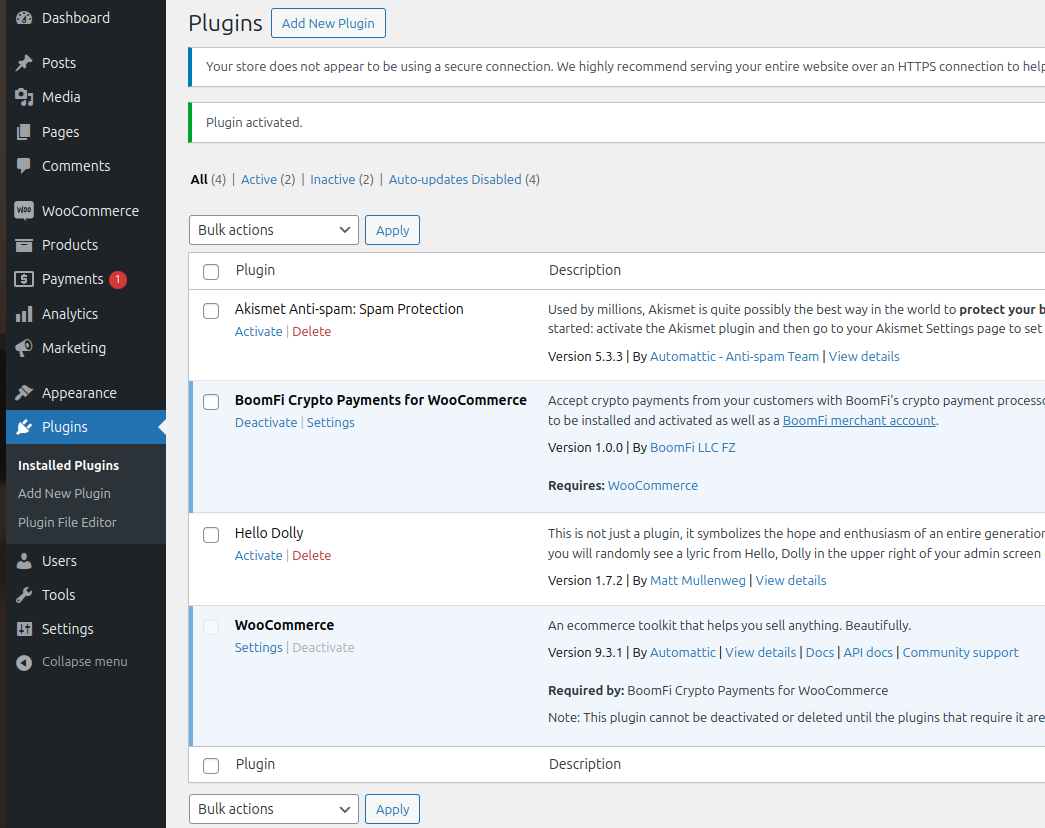 Dashboard
Posts
Media
Pages
Comments
WooCommerce
Products
Payments 1
Analytics
Marketing
Appearance
Plugins
Installed Plugins
Add New Plugin
Plugin File Editor
Users
Tools
Settings
Collapse menu
Plugins Add New Plugin
Your store does not appear to be using a secure connection. We highly recommend serving your entire website over an HTTPS connection to help
Plugin activated.
All (4) | Active (2) | Inactive (2) | Auto-updates Disabled (4)
Bulk actions Apply
Plugin Description
Akismet Anti-spam: Spam Protection
Activate | Delete
Used by millions, Akismet is quite possibly the best way in the world to protect your b
started: activate the Akismet plugin and then go to your Akismet Settings page to set
Version 5.3.3 | By Automattic - Anti-spam Team | View details
BoomFi Crypto Payments for WooCommerce
Deactivate | Settings
Accept crypto payments from your customers with BoomFi's crypto payment processo
to be installed and activated as well as a BoomFi merchant account.
Version 1.0.0 | By BoomFi LLC FZ
Requires: WooCommerce
Hello Dolly
Activate | Delete
This is not just a plugin, it symbolizes the hope and enthusiasm of an entire generation
you will randomly see a lyric from Hello, Dolly in the upper right of your admin screen
Version 1.7.2 | By Matt Mullenweg | View details
WooCommerce
Settings | Deactivate
An ecommerce toolkit that helps you sell anything. Beautifully.
Version 9.3.1 | By Automattic | View details | Docs | API docs | Community support
Required by: BoomFi Crypto Payments for WooCommerce
Note: This plugin cannot be deactivated or deleted until the plugins that require it are
Plugin Description
Bulk actions Apply